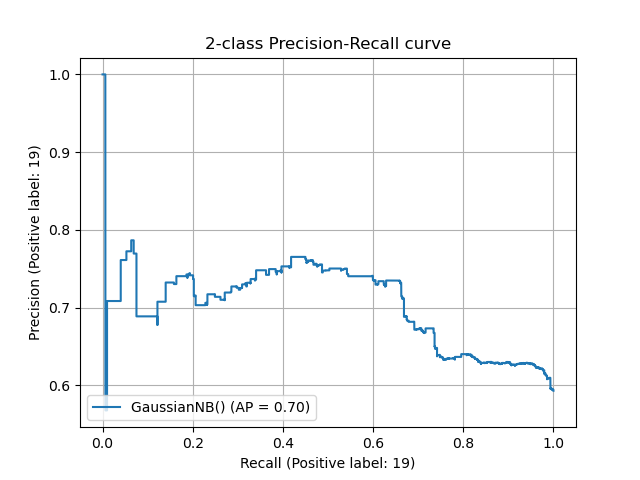 2-class Precision-Recall curve
Precision (Positive label: 19)
1.0
0.9
0.8
0.7
0.6
GaussianNB() (AP = 0.70)
0.0 0.2 0.4 0.6 0.8 1.0
Recall (Positive label: 19)